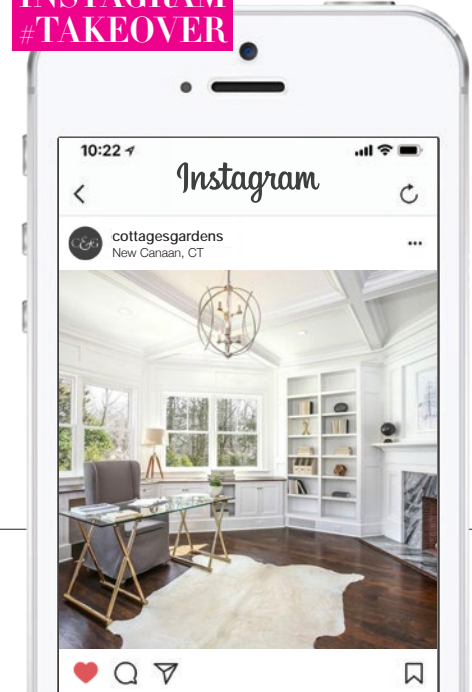 INSTAGRAM
#TAKEOVER
10:22
Instagram
C&G
cottagesgardens
New Canaan, CT